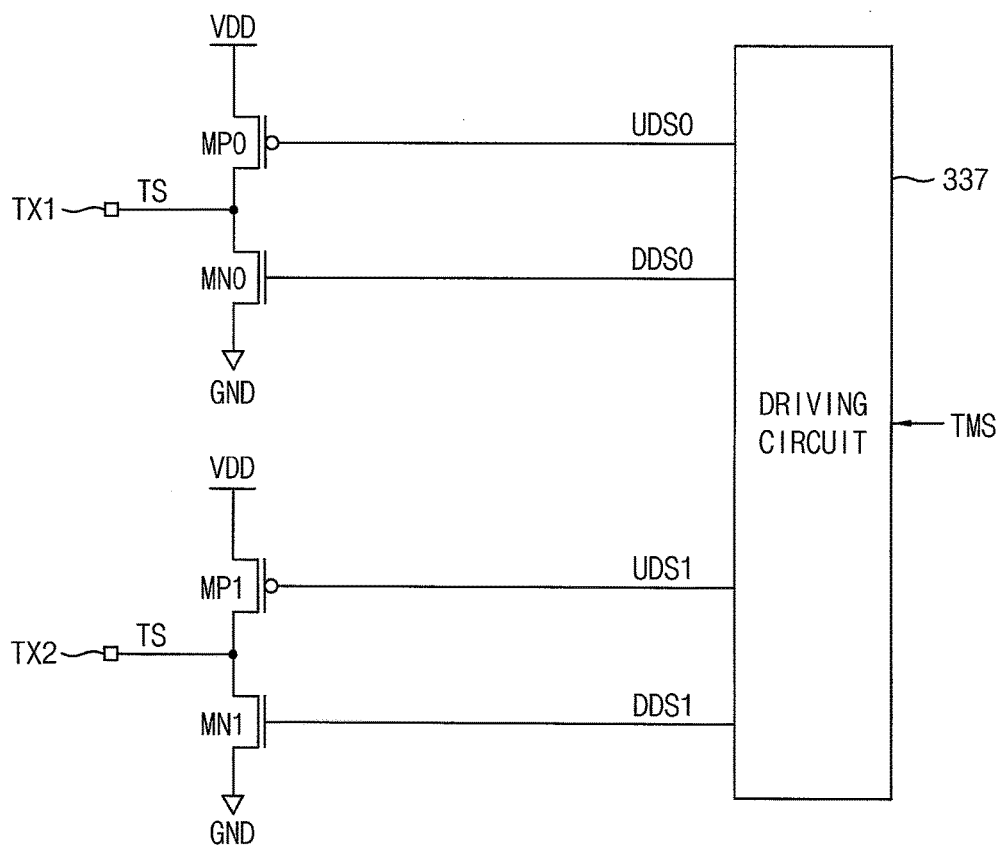 VDD
MP0
UDS0
337
TX1
TS
MN0
DDS0
GND
DRIVING
CIRCUIT
TMS
VDD
MP1
UDS1
TX2
TS
MN1
DDS1
GND